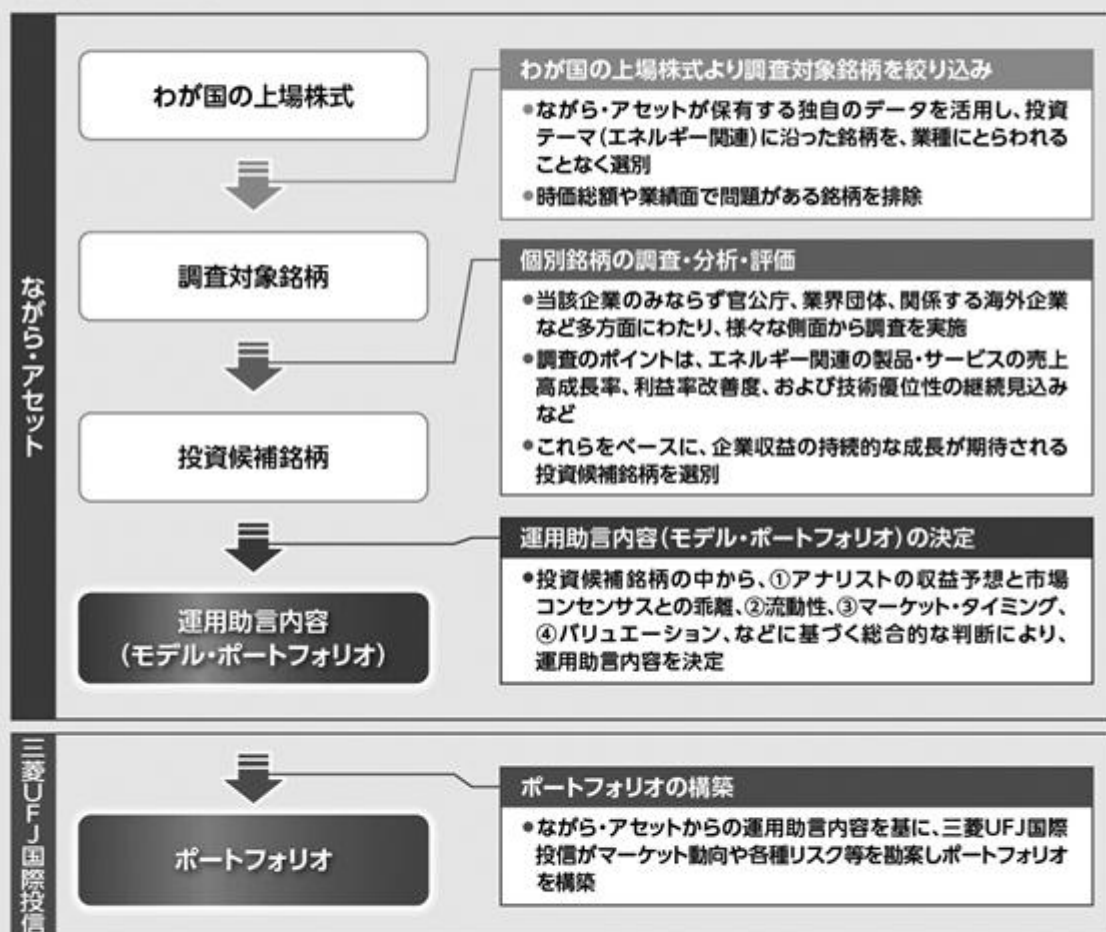 ながら・アセット
わが国の上場株式
わが国の上場株式より調査対象銘柄を絞り込み
●ながら・アセットが保有する独自のデータを活用し、投資
テーマ(エネルギー関連)に沿った銘柄を、業種にとらわれる
ことなく選別
●時価総額や業績面で問題がある銘柄を排除
調査対象銘柄
個別銘柄の調査・分析・評価
●当該企業のみならず官公庁、業界団体、関係する海外企業
など多方面にわたり、様々な側面から調査を実施
●調査のポイントは、エネルギー関連の製品・サービスの売上
高成長率、利益率改善度、および技術優位性の継続見込み
など
●これらをベースに、企業収益の持続的な成長が期待される
投資候補銘柄を選別
投資候補銘柄
運用助言内容(モデル・ポートフォリオ)の決定
●投資候補銘柄の中から、①アナリストの収益予想と市場
コンセンサスとの乖離、②流動性、③マーケット・タイミング、
④バリュエーション、などに基づく総合的な判断により、
運用助言内容を決定
運用助言内容
(モデル・ポートフォリオ)
三菱UFJ国際投信
ポートフォリオの構築
●ながら・アセットからの運用助言内容を基に、三菱UFJ国際
投信がマーケット動向や各種リスク等を勘案しポートフォリオ
を構築
ポートフォリオ